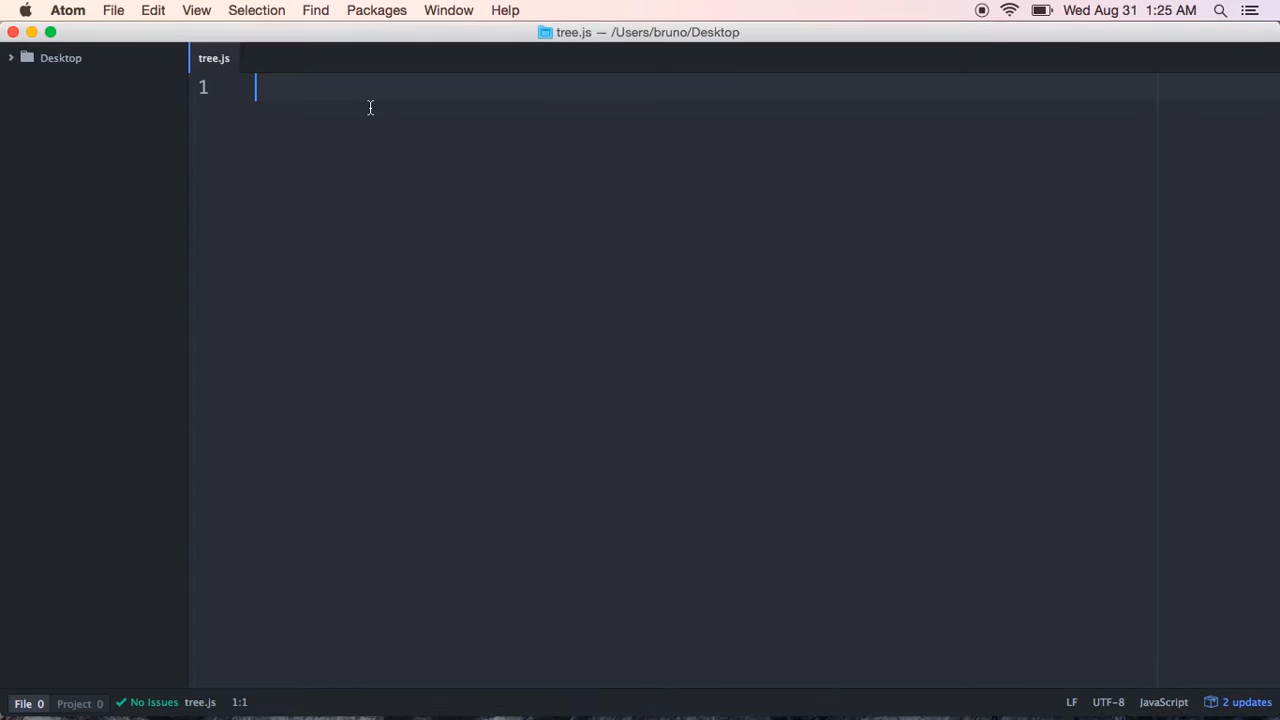 Atom File Edit View Selection Find Packages Window Help Wed Aug 31 1:25 AM
tree.js — /Users/bruno/Desktop
Desktop
tree.js
1
File 0 Project 0 No Issues tree.js 1:1 LF UTF-8 JavaScript 2 updates